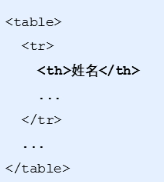 <table>
<tr>
<th>姓名</th>
...
</tr>
...
</table>